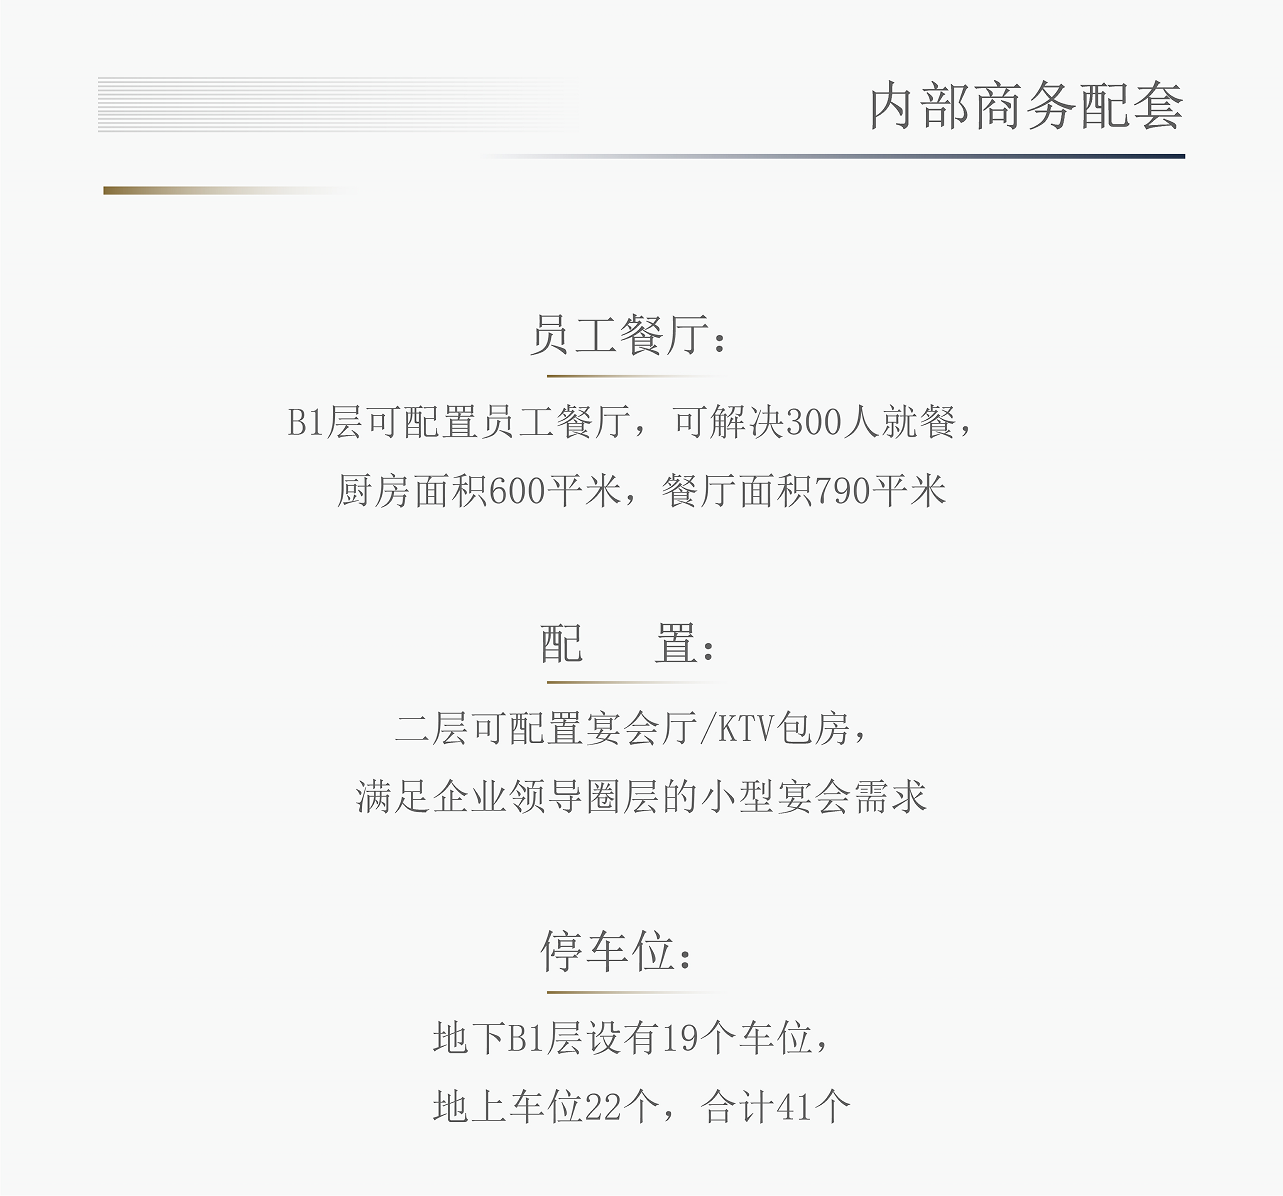 内部商务配套
员工餐厅：
B1层可配置员工餐厅，可解决300人就餐，
厨房面积600平米，餐厅面积790平米
配 置：
二层可配置宴会厅/KTV包房，
满足企业领导圈层的小型宴会需求
停车位：
地下B1层设有19个车位，
地上车位22个，合计41个